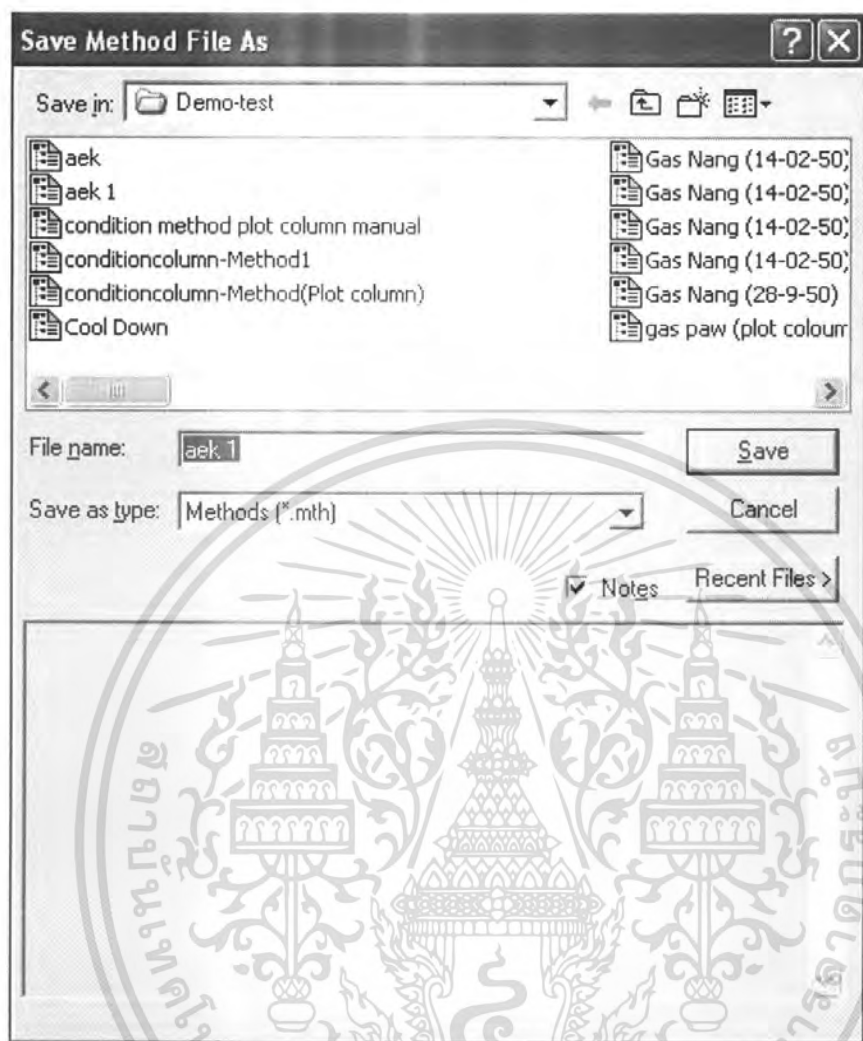 Save Method File As
Save in: Demo-test
aek
aek 1
condition method plot column manual
conditioncolumn-Method1
conditioncolumn-Method(Plot column)
Cool Down
Gas Nang (14-02-50)
Gas Nang (14-02-50)
Gas Nang (14-02-50)
Gas Nang (14-02-50)
Gas Nang (28-9-50)
gas paw (plot coloum
File name: aek 1
Save
Save as type: Methods (*.mth)
Cancel
Notes
Recent Files >